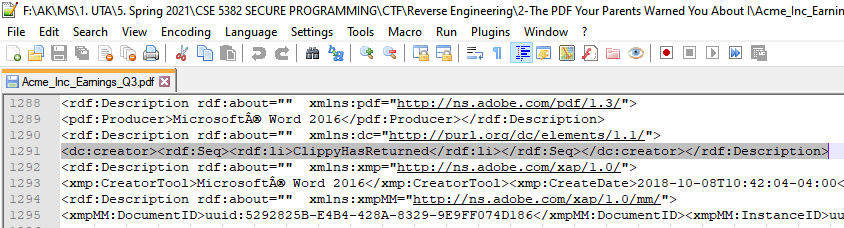 F:\AK\MS\1. UTA\5. Spring 2021\CSE 5382 SECURE PROGRAMMING\CTF\Reverse Engineering\2-The PDF Your Parents Warned You About I\Acme_Inc_Earnin
File Edit Search View Encoding Language Settings Tools Macro Run Plugins Window ?
Acme_Inc_Earnings_Q3.pdf
1288 <rdf:Description rdf:about="" xmlns:pdf="http://ns.adobe.com/pdf/1.3/">
1289 <pdf:Producer>MicrosoftÂ® Word 2016</pdf:Producer></rdf:Description>
1290 <rdf:Description rdf:about="" xmlns:dc="http://purl.org/dc/elements/1.1/">
1291 <dc:creator><rdf:Seq><rdf:li>ClippyHasReturned</rdf:li></rdf:Seq></dc:creator></rdf:Description>
1292 <rdf:Description rdf:about="" xmlns:xmp="http://ns.adobe.com/xap/1.0/">
1293 <xmp:CreatorTool>MicrosoftÂ® Word 2016</xmp:CreatorTool><xmp:CreateDate>2018-10-08T10:42:04-04:00<
1294 <rdf:Description rdf:about="" xmlns:xmpMM="http://ns.adobe.com/xap/1.0/mm/">
1295 <xmpMM:DocumentID>uuid:5292825B-E4B4-428A-8329-9E9FF074D186</xmpMM:DocumentID><xmpMM:InstanceID>uu